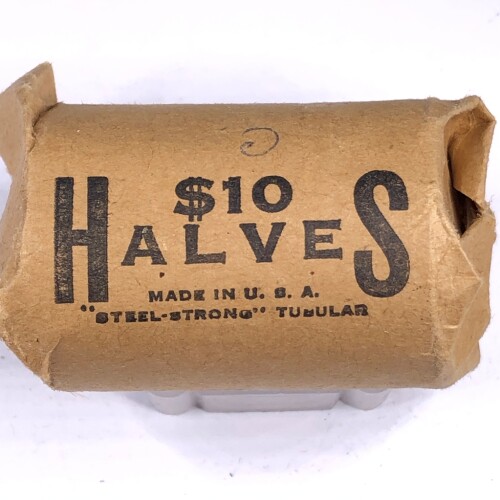 $10
HALVES
MADE IN U. S. A.
"STEEL-STRONG" TUBULAR